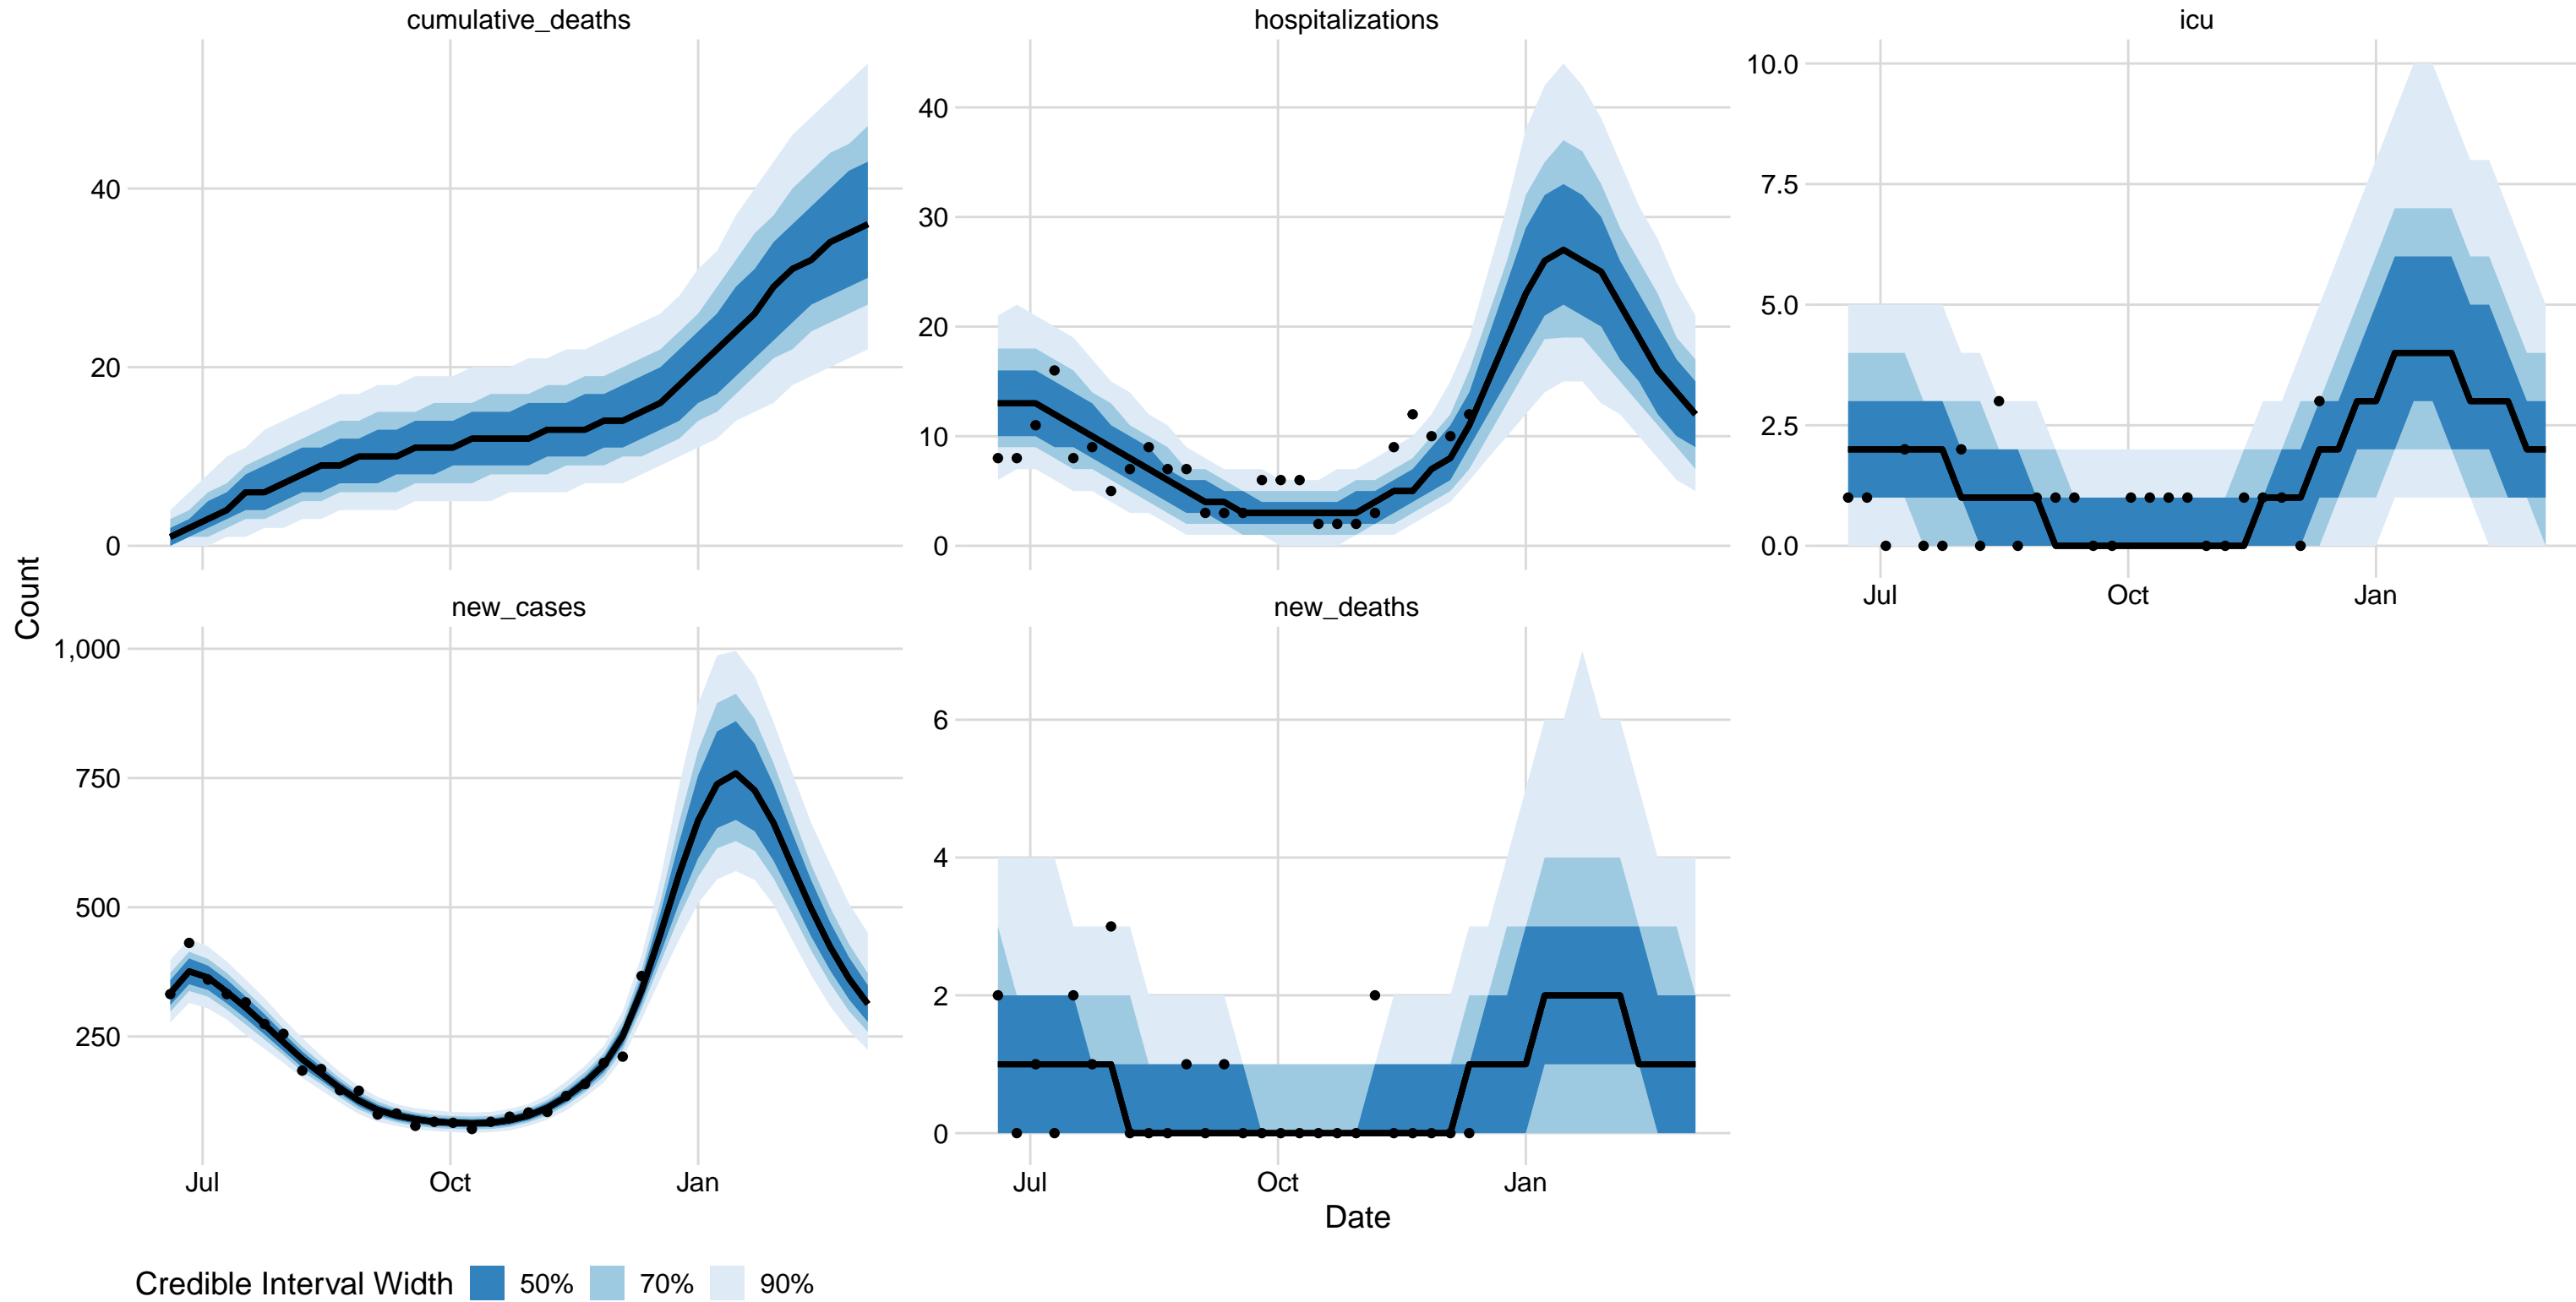 cumulative_deaths
hospitalizations
icu
40
20
0
40
30
20
10
0
10.0
7.5
5.0
2.5
0.0
Jul Oct Jan
Count
new_cases
new_deaths
1,000
750
500
250
6
4
2
0
Jul Oct Jan
Jul Oct Jan
Date
Credible Interval Width 50% 70% 90%